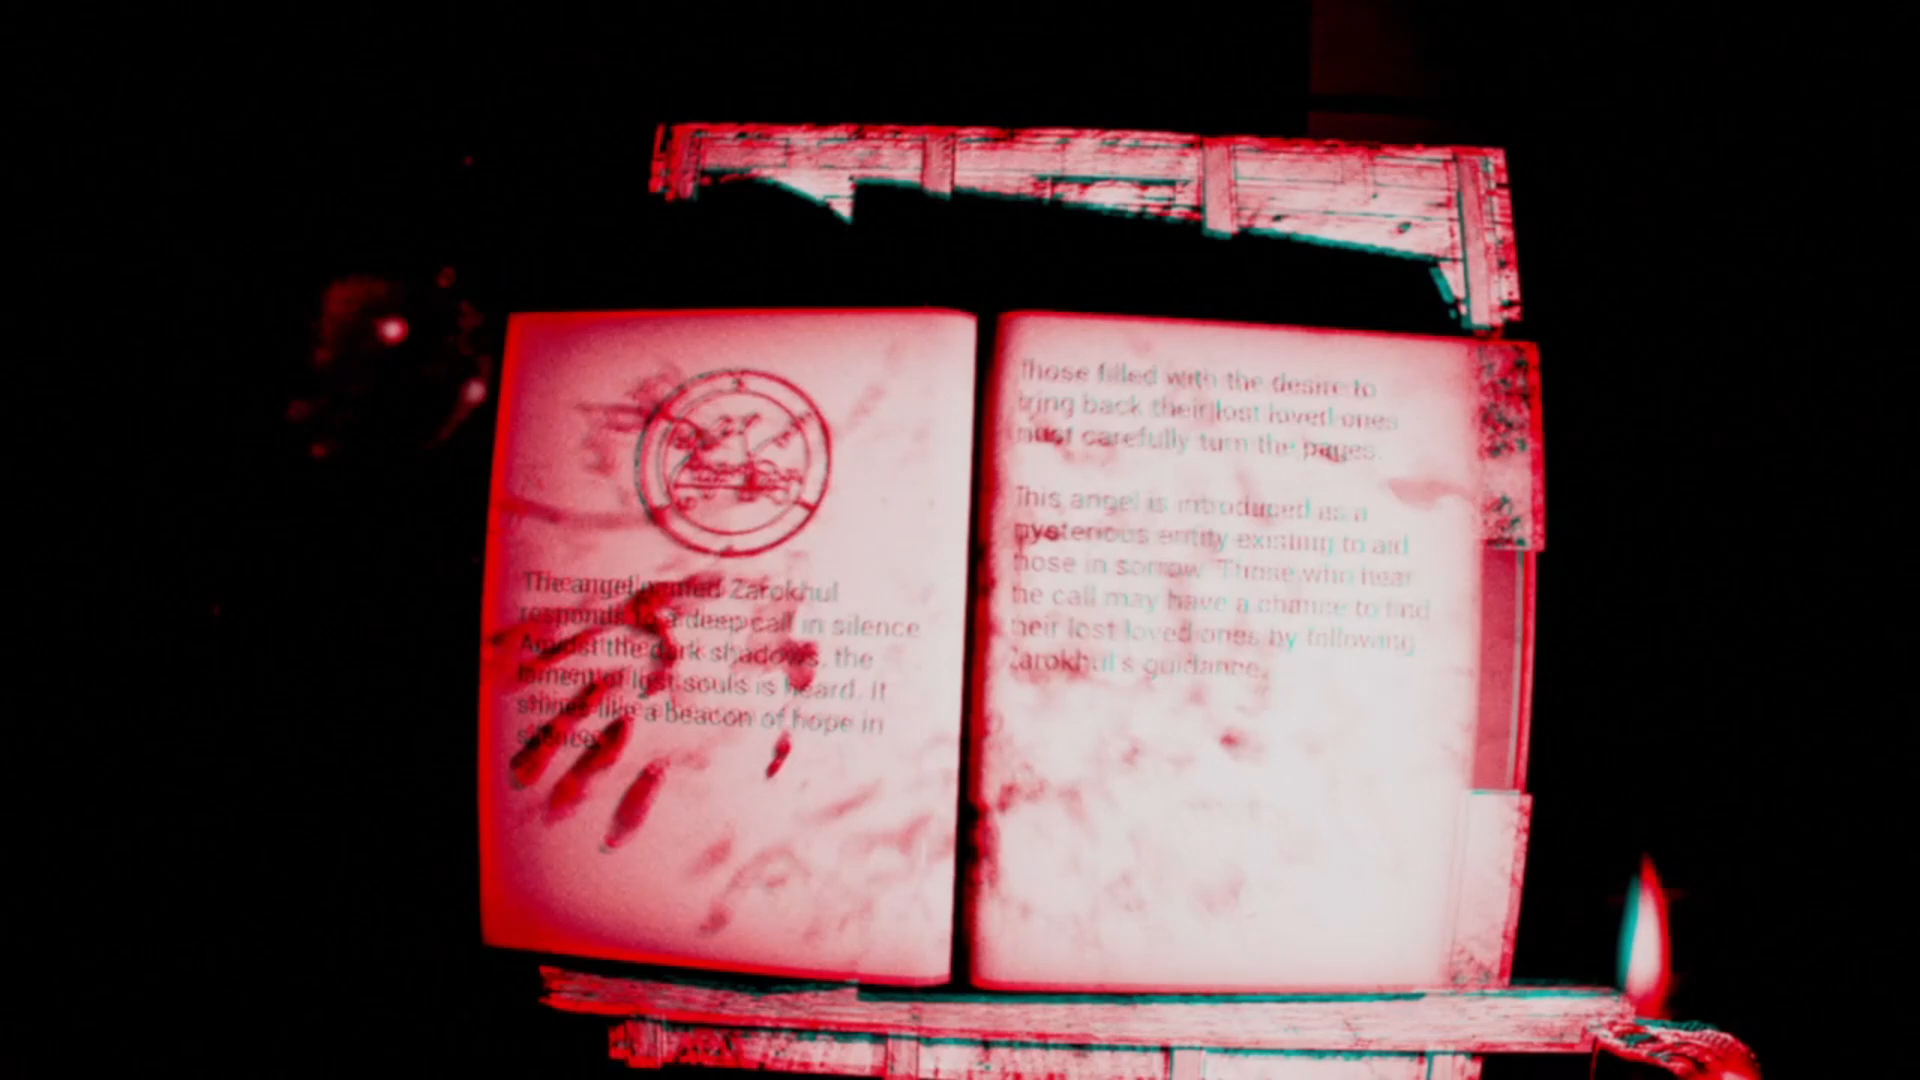 The angel named Zarokhul
responds to a deep call in silence
Amidst the dark shadows, the
lament of lost souls is heard. It
shines like a beacon of hope in
silence.
Those filled with the desire to
bring back their lost loved ones
must carefully turn the pages.
This angel is introduced as a
mysterious entity existing to aid
those in sorrow. Those who hear
the call may have a chance to find
their lost loved ones by following
Zarokhul's guidance.